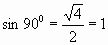 sin 90⁰ = √4/2 = 1